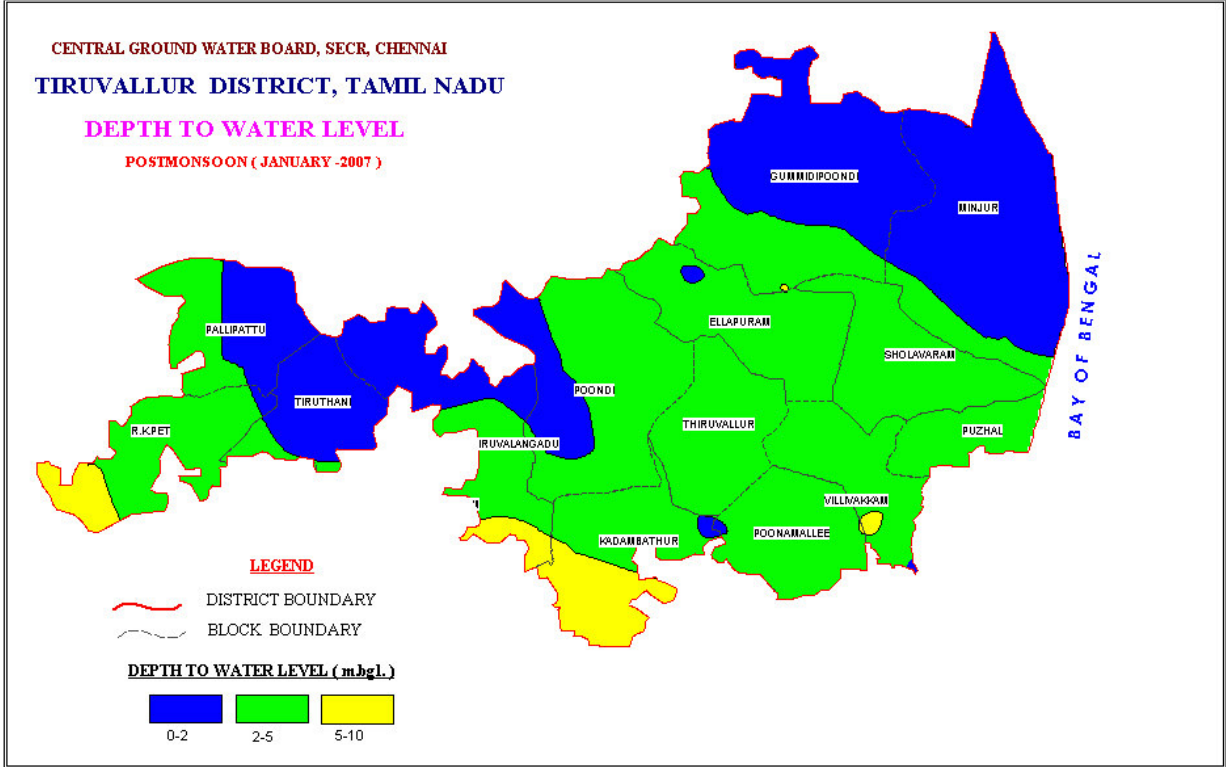 CENTRAL GROUND WATER BOARD, SECR, CHENNAI
TIRUVALLUR DISTRICT, TAMIL NADU
DEPTH TO WATER LEVEL
POSTMONSOON ( JANUARY -2007 )
GUMMIDIPOONDI
MINJUR
BAY OF BENGAL
PALLIPATTU
ELLAPURAM
SHOLAVARAM
TIRUTHANI
POONDI
R.K.PET
IRUVALANGADU
THIRUVALLUR
PUZHAL
VILLIVAKKAM
KADAMBATHUR
POONAMALLEE
LEGEND
DISTRICT BOUNDARY
BLOCK BOUNDARY
DEPTH TO WATER LEVEL ( m.bgl. )
0-2
2-5
5-10